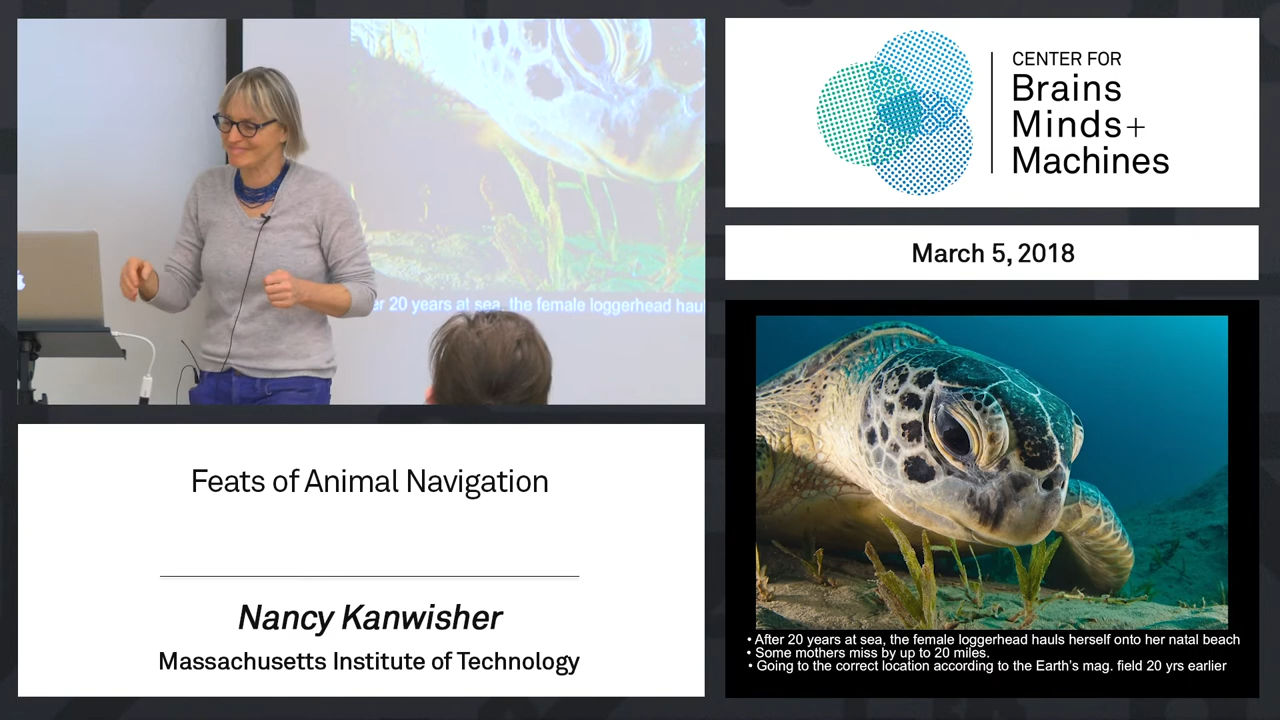 er 20 years at sea, the female loggerhead hau
Feats of Animal Navigation
Nancy Kanwisher
Massachusetts Institute of Technology
CENTER FOR
Brains
Minds+
Machines
March 5, 2018
• After 20 years at sea, the female loggerhead hauls herself onto her natal beach
• Some mothers miss by up to 20 miles.
• Going to the correct location according to the Earth's mag. field 20 yrs earlier